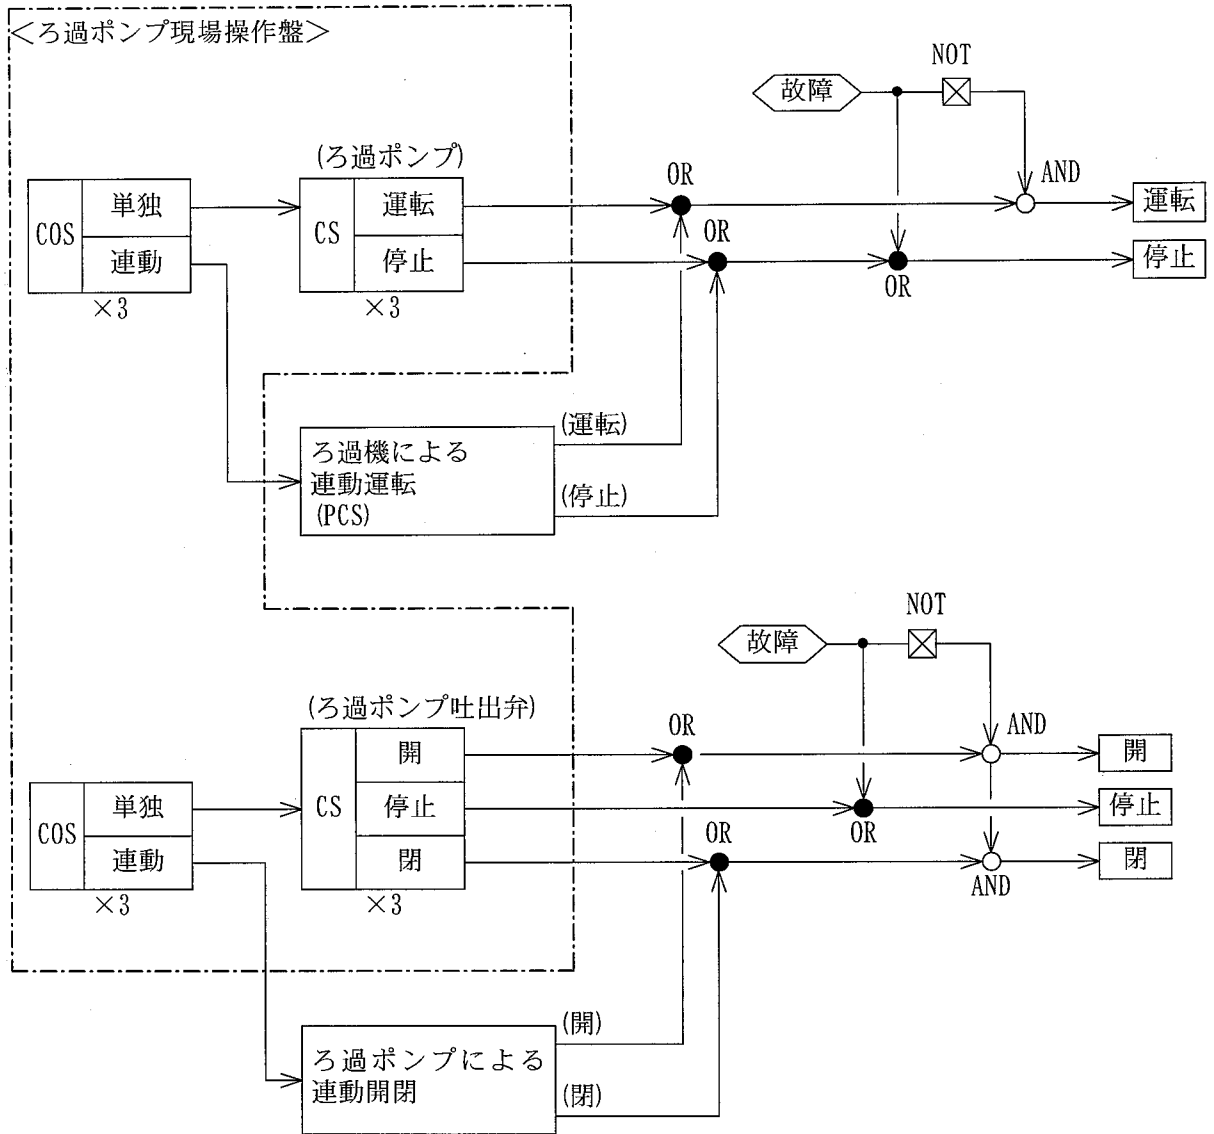 <ろ過ポンプ現場操作盤>
NOT
故障
(ろ過ポンプ)
OR
AND
COS
単独
連動
×3
CS
運転
停止
×3
OR
運転
停止
OR
ろ過機による
連動運転
(PCS)
(運転)
(停止)
NOT
故障
(ろ過ポンプ吐出弁)
OR
AND
COS
単独
連動
×3
CS
開
停止
閉
×3
OR
OR
AND
開
停止
閉
ろ過ポンプによる
連動開閉
(開)
(閉)